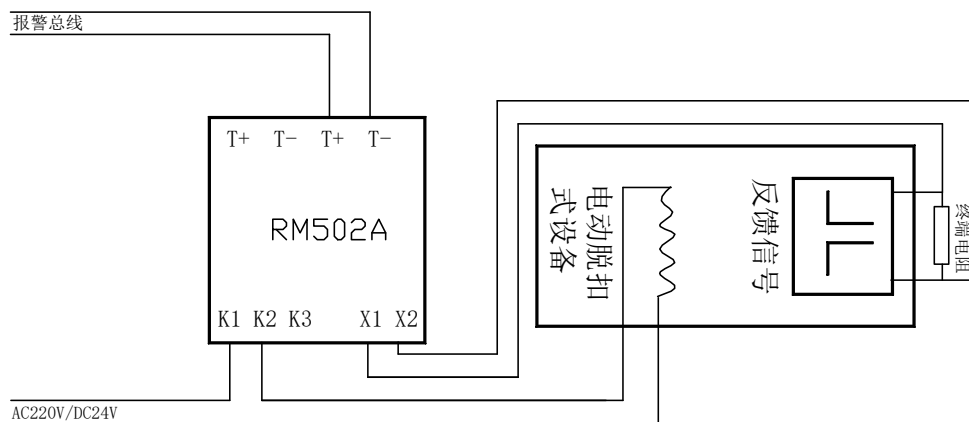 报警总线
T+ T- T+ T-
RM502A
K1 K2 K3 X1 X2
AC220V/DC24V
电动脱扣
式设备
反馈信号
终端电阻